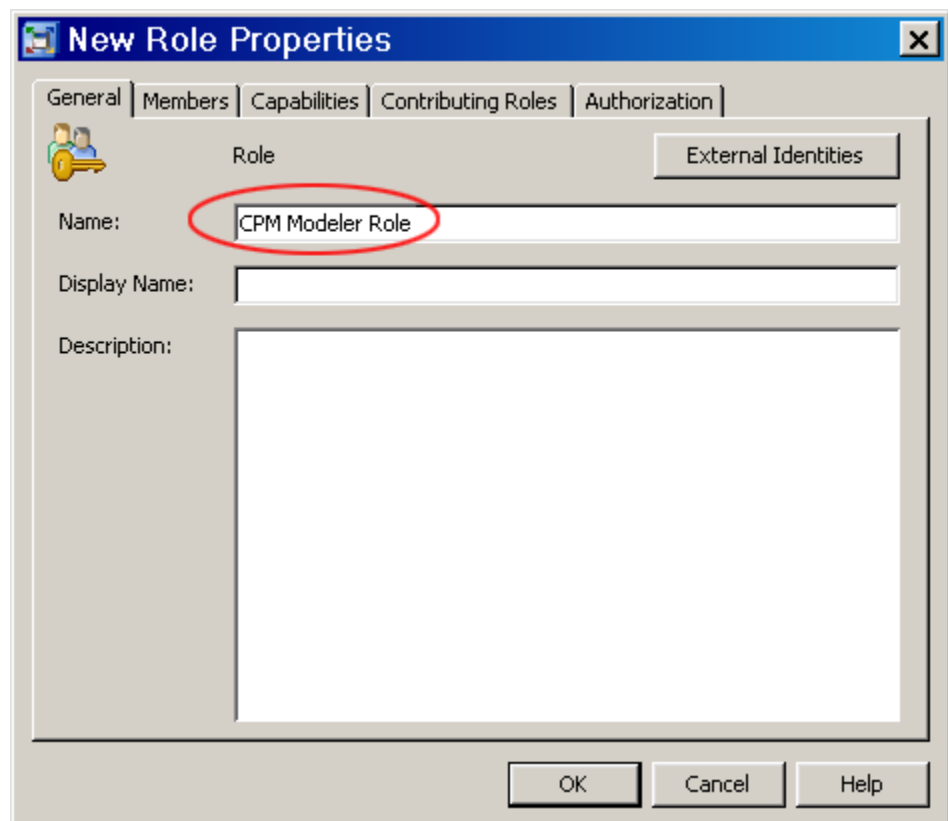 New Role Properties
General Members Capabilities Contributing Roles Authorization
Role External Identities
Name: CPM Modeler Role
Display Name:
Description:
OK Cancel Help